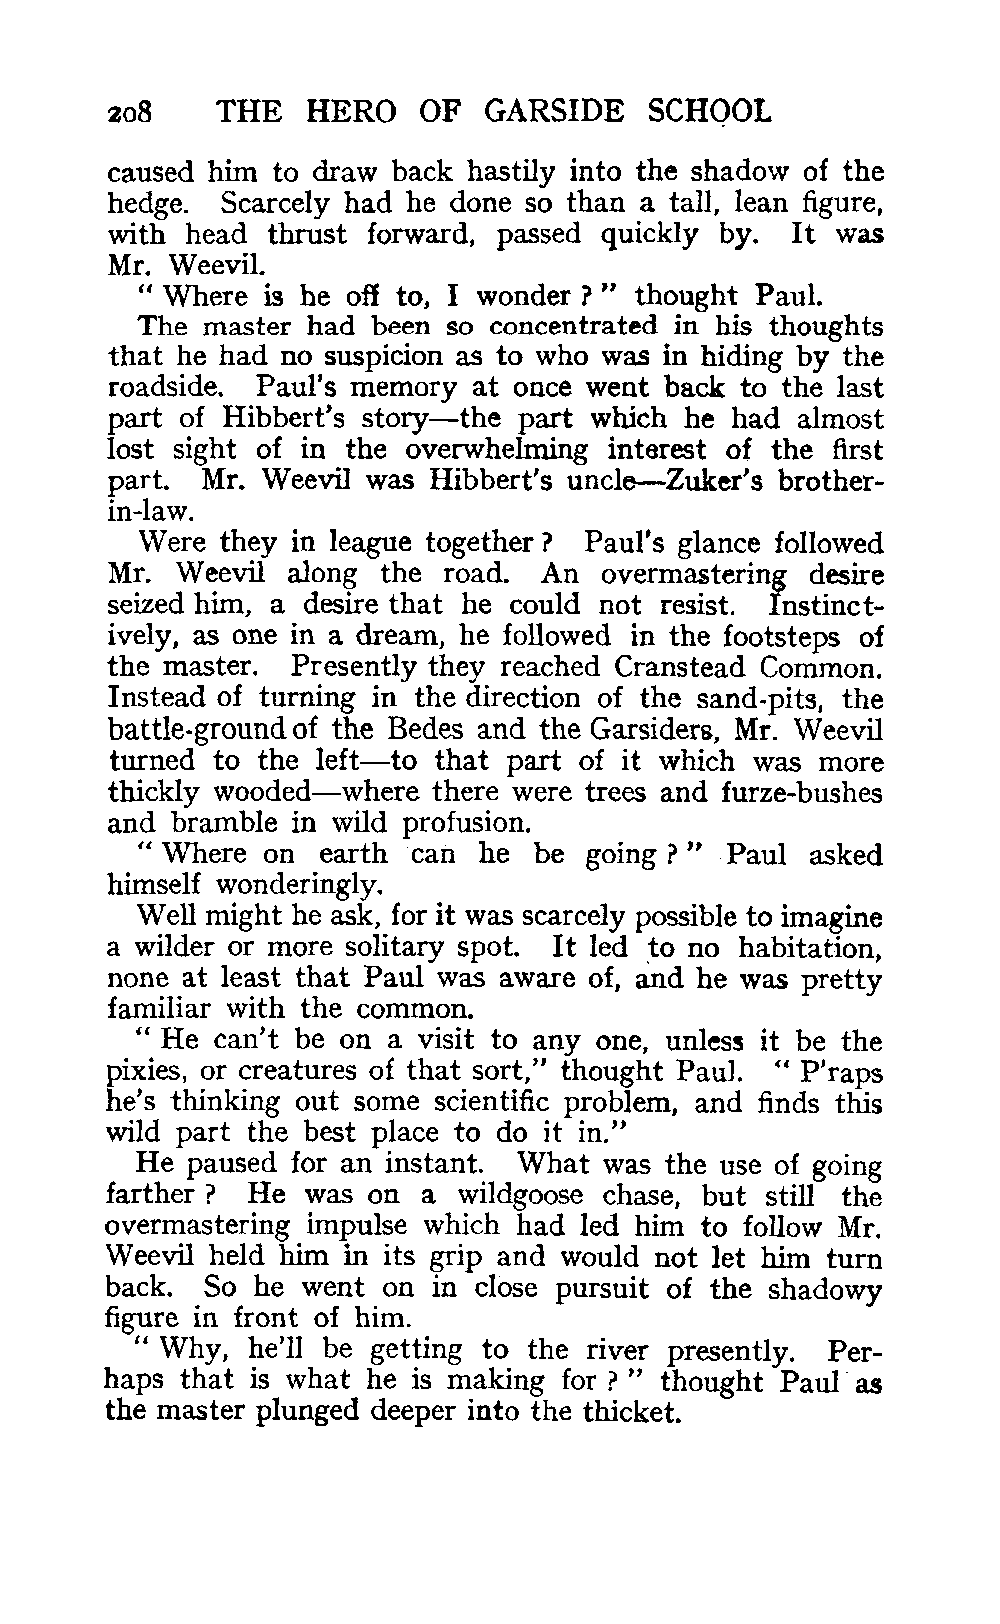 208 THE HERO OF GARSIDE SCHOOL
caused him to draw back hastily into the shadow of the
hedge. Scarcely had he done so than a tall, lean figure,
with head thrust forward, passed quickly by. It was
Mr. Weevil.
“ Where is he off to, I wonder ? ” thought Paul.
The master had been so concentrated in his thoughts
that he had no suspicion as to who was in hiding by the
roadside. Paul's memory at once went back to the last
part of Hibbert's story—the part which he had almost
lost sight of in the overwhelming interest of the first
part. Mr. Weevil was Hibbert's uncle—Zuker's brother-
in-law.
Were they in league together ? Paul's glance followed
Mr. Weevil along the road. An overmastering desire
seized him, a desire that he could not resist. Instinct-
ively, as one in a dream, he followed in the footsteps of
the master. Presently they reached Cranstead Common.
Instead of turning in the direction of the sand-pits, the
battle-ground of the Bedes and the Garsiders, Mr. Weevil
turned to the left—to that part of it which was more
thickly wooded—where there were trees and furze-bushes
and bramble in wild profusion.
“ Where on earth can he be going ? ” Paul asked
himself wonderingly.
Well might he ask, for it was scarcely possible to imagine
a wilder or more solitary spot. It led to no habitation,
none at least that Paul was aware of, and he was pretty
familiar with the common.
“ He can't be on a visit to any one, unless it be the
pixies, or creatures of that sort,” thought Paul. “ P'raps
he's thinking out some scientific problem, and finds this
wild part the best place to do it in.”
He paused for an instant. What was the use of going
farther ? He was on a wildgoose chase, but still the
overmastering impulse which had led him to follow Mr.
Weevil held him in its grip and would not let him turn
back. So he went on in close pursuit of the shadowy
figure in front of him.
“ Why, he'll be getting to the river presently. Per-
haps that is what he is making for ? ” thought Paul as
the master plunged deeper into the thicket.